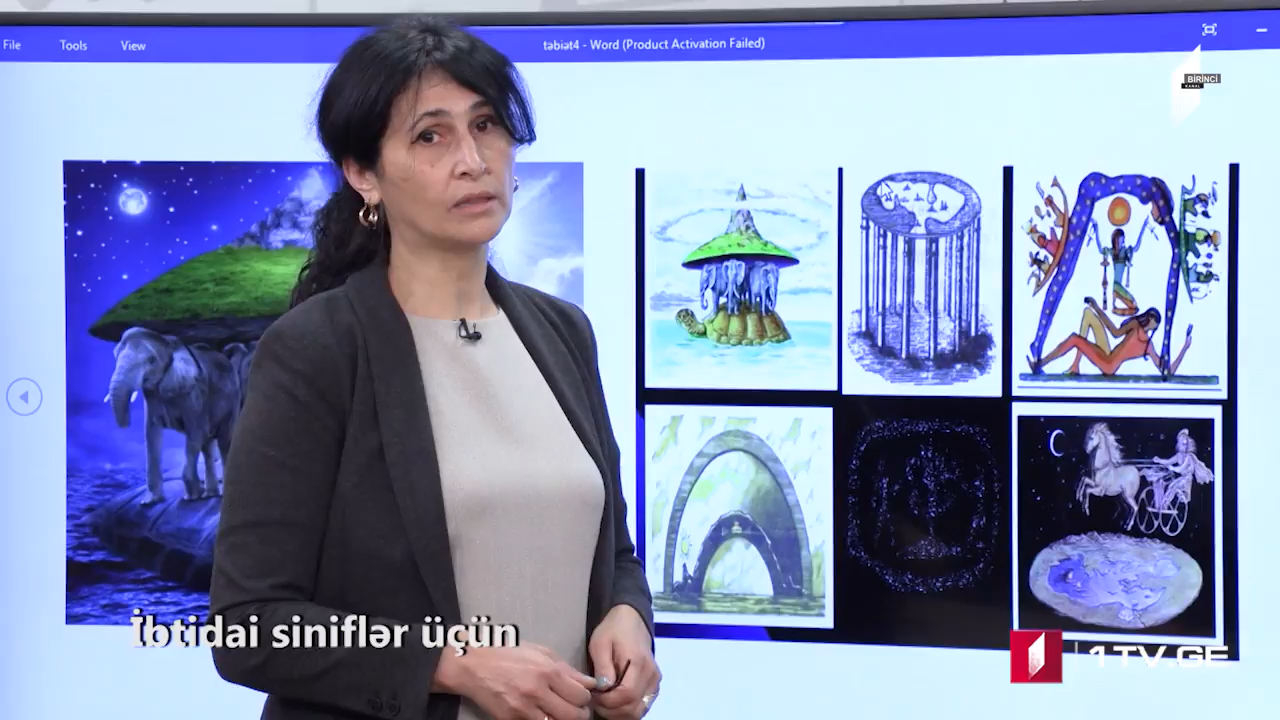 File Tools View təbiət4 - Word (Product Activation Failed)
BİRİNCİ
KANAL
İbtidai siniflər üçün
1TV.GE